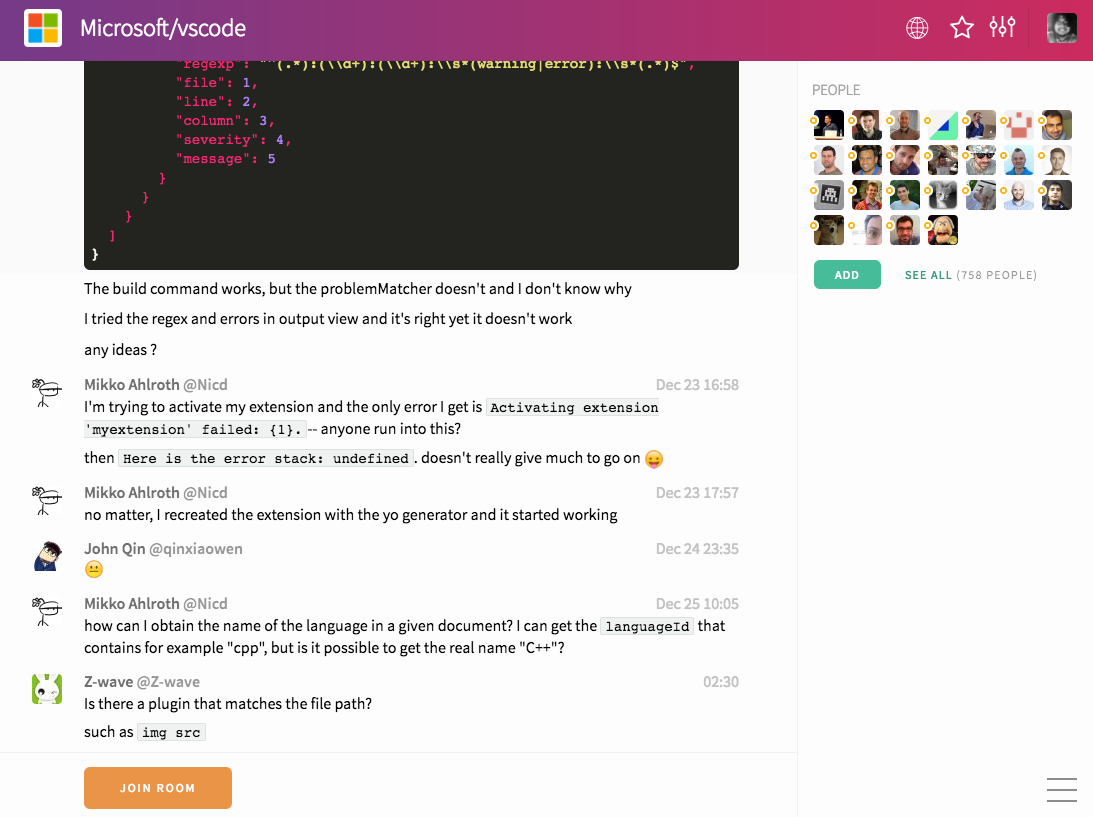 Microsoft/vscode
"regexp": "^(.*):(\\d+):(\\d+):\\s*(warning|error):\\s*(.*)$",
"file": 1,
"line": 2,
"column": 3,
"severity": 4,
"message": 5
}
}
}
]
}
The build command works, but the problemMatcher doesn't and I don't know why
I tried the regex and errors in output view and it's right yet it doesn't work
any ideas ?
Mikko Ahlroth @Nicd Dec 23 16:58
I'm trying to activate my extension and the only error I get is Activating extension
'myextension' failed: {1}. -- anyone run into this?
then Here is the error stack: undefined. doesn't really give much to go on 😛
Mikko Ahlroth @Nicd Dec 23 17:57
no matter, I recreated the extension with the yo generator and it started working
John Qin @qinxiaowen Dec 24 23:35
😐
Mikko Ahlroth @Nicd Dec 25 10:05
how can I obtain the name of the language in a given document? I can get the languageId that
contains for example "cpp", but is it possible to get the real name "C++"?
Z-wave @Z-wave 02:30
Is there a plugin that matches the file path?
such as img src
JOIN ROOM
PEOPLE
ADD SEE ALL (758 PEOPLE)